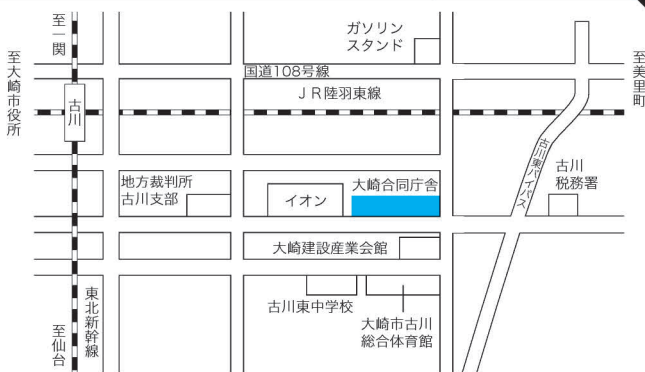 至一関
ガソリン
スタンド
至大崎市役所
国道108号線
至美里町
JR陸羽東線
古川
古川東バイパス
地方裁判所
古川支部
イオン
大崎合同庁舎
古川
税務署
大崎建設産業会館
東北新幹線
至仙台
古川東中学校
大崎市古川
総合体育館